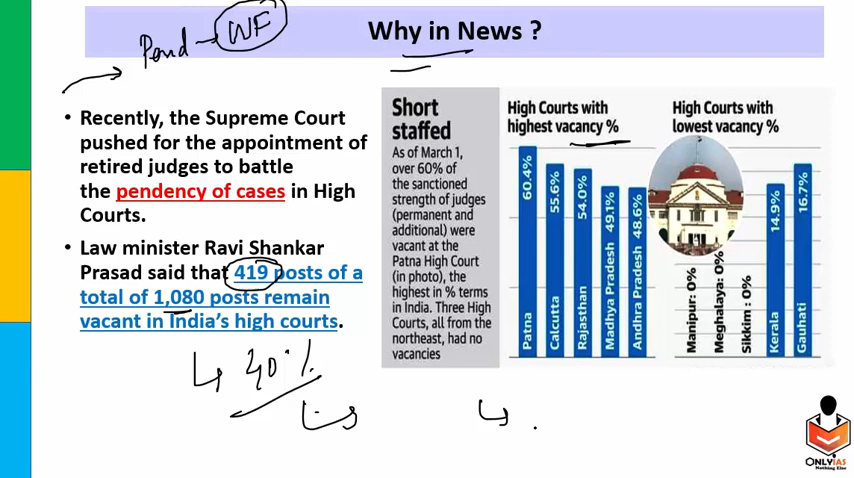 Pend → WF
Why in News ?
• Recently, the Supreme Court
pushed for the appointment of
retired judges to battle
the pendency of cases in High
Courts.
• Law minister Ravi Shankar
Prasad said that 419 posts of a
total of 1,080 posts remain
vacant in India's high courts.
40%
Short
staffed
As of March 1,
over 60% of
the sanctioned
strength of judges
(permanent and
additional) were
vacant at the
Patna High Court
(in photo), the
highest in % terms
in India. Three High
Courts, all from the
northeast, had no
vacancies
High Courts with
highest vacancy %
Patna 60.4%
Calcutta 55.6%
Rajasthan 54.0%
Madhya Pradesh 49.1%
Andhra Pradesh 48.6%
High Courts with
lowest vacancy %
Manipur: 0%
Meghalaya: 0%
Sikkim : 0%
Kerala 14.9%
Gauhati 16.7%
ONLYIAS
Nothing Else